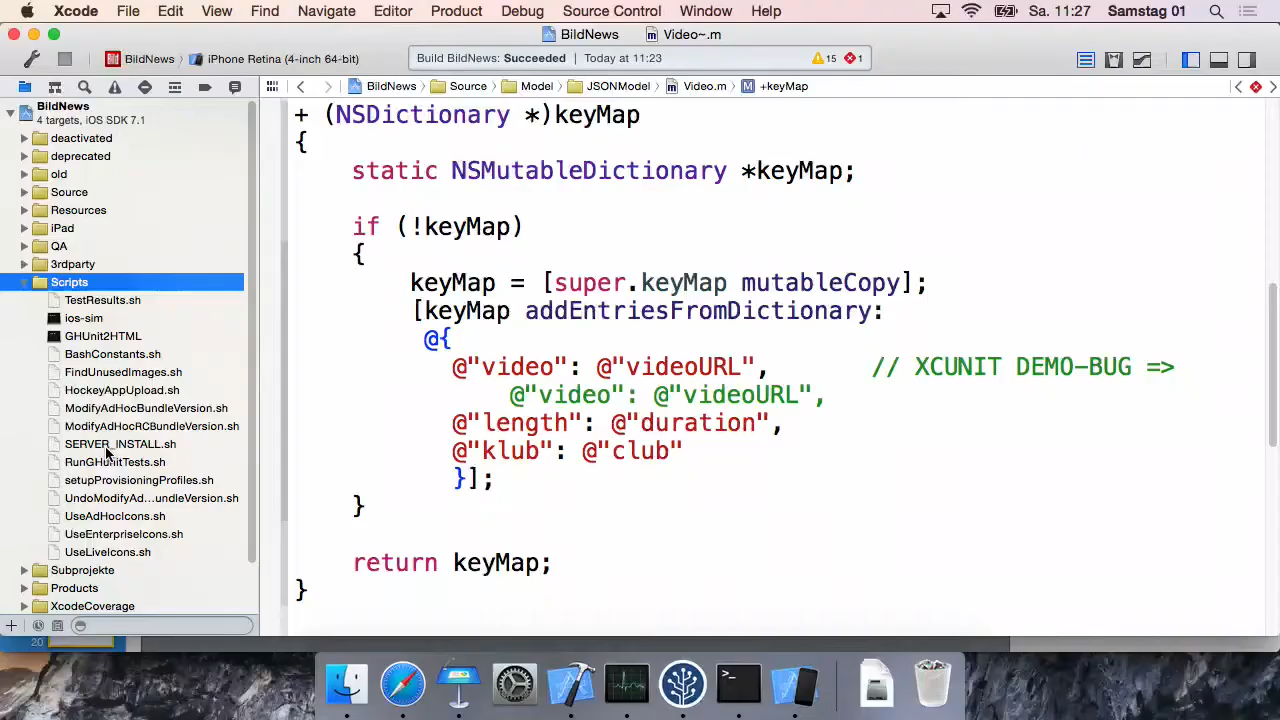 Xcode File Edit View Find Navigate Editor Product Debug Source Control Window Help Sa. 11:27 Samstag 01
BildNews Video~.m
BildNews iPhone Retina (4-inch 64-bit) Build BildNews: Succeeded Today at 11:23 15 1
BildNews Source Model JSONModel Video.m M +keyMap
BildNews
4 targets, iOS SDK 7.1
deactivated
deprecated
old
Source
Resources
iPad
QA
3rdparty
Scripts
TestResults.sh
ios-sim
GHUnit2HTML
BashConstants.sh
FindUnusedImages.sh
HockeyAppUpload.sh
ModifyAdHocBundleVersion.sh
ModifyAdHocRCBundleVersion.sh
SERVER_INSTALL.sh
RunGHUnitTests.sh
setupProvisioningProfiles.sh
UndoModifyAd...undleVersion.sh
UseAdHocIcons.sh
UseEnterpriseIcons.sh
UseLiveIcons.sh
Subprojekte
Products
XcodeCoverage
20
+ (NSDictionary *)keyMap
{
static NSMutableDictionary *keyMap;
if (!keyMap)
{
keyMap = [super.keyMap mutableCopy];
[keyMap addEntriesFromDictionary:
@{
@"video": @"videoURL", // XCUNIT DEMO-BUG =>
@"video": @"videoURL",
@"length": @"duration",
@"klub": @"club"
}];
}
return keyMap;
}